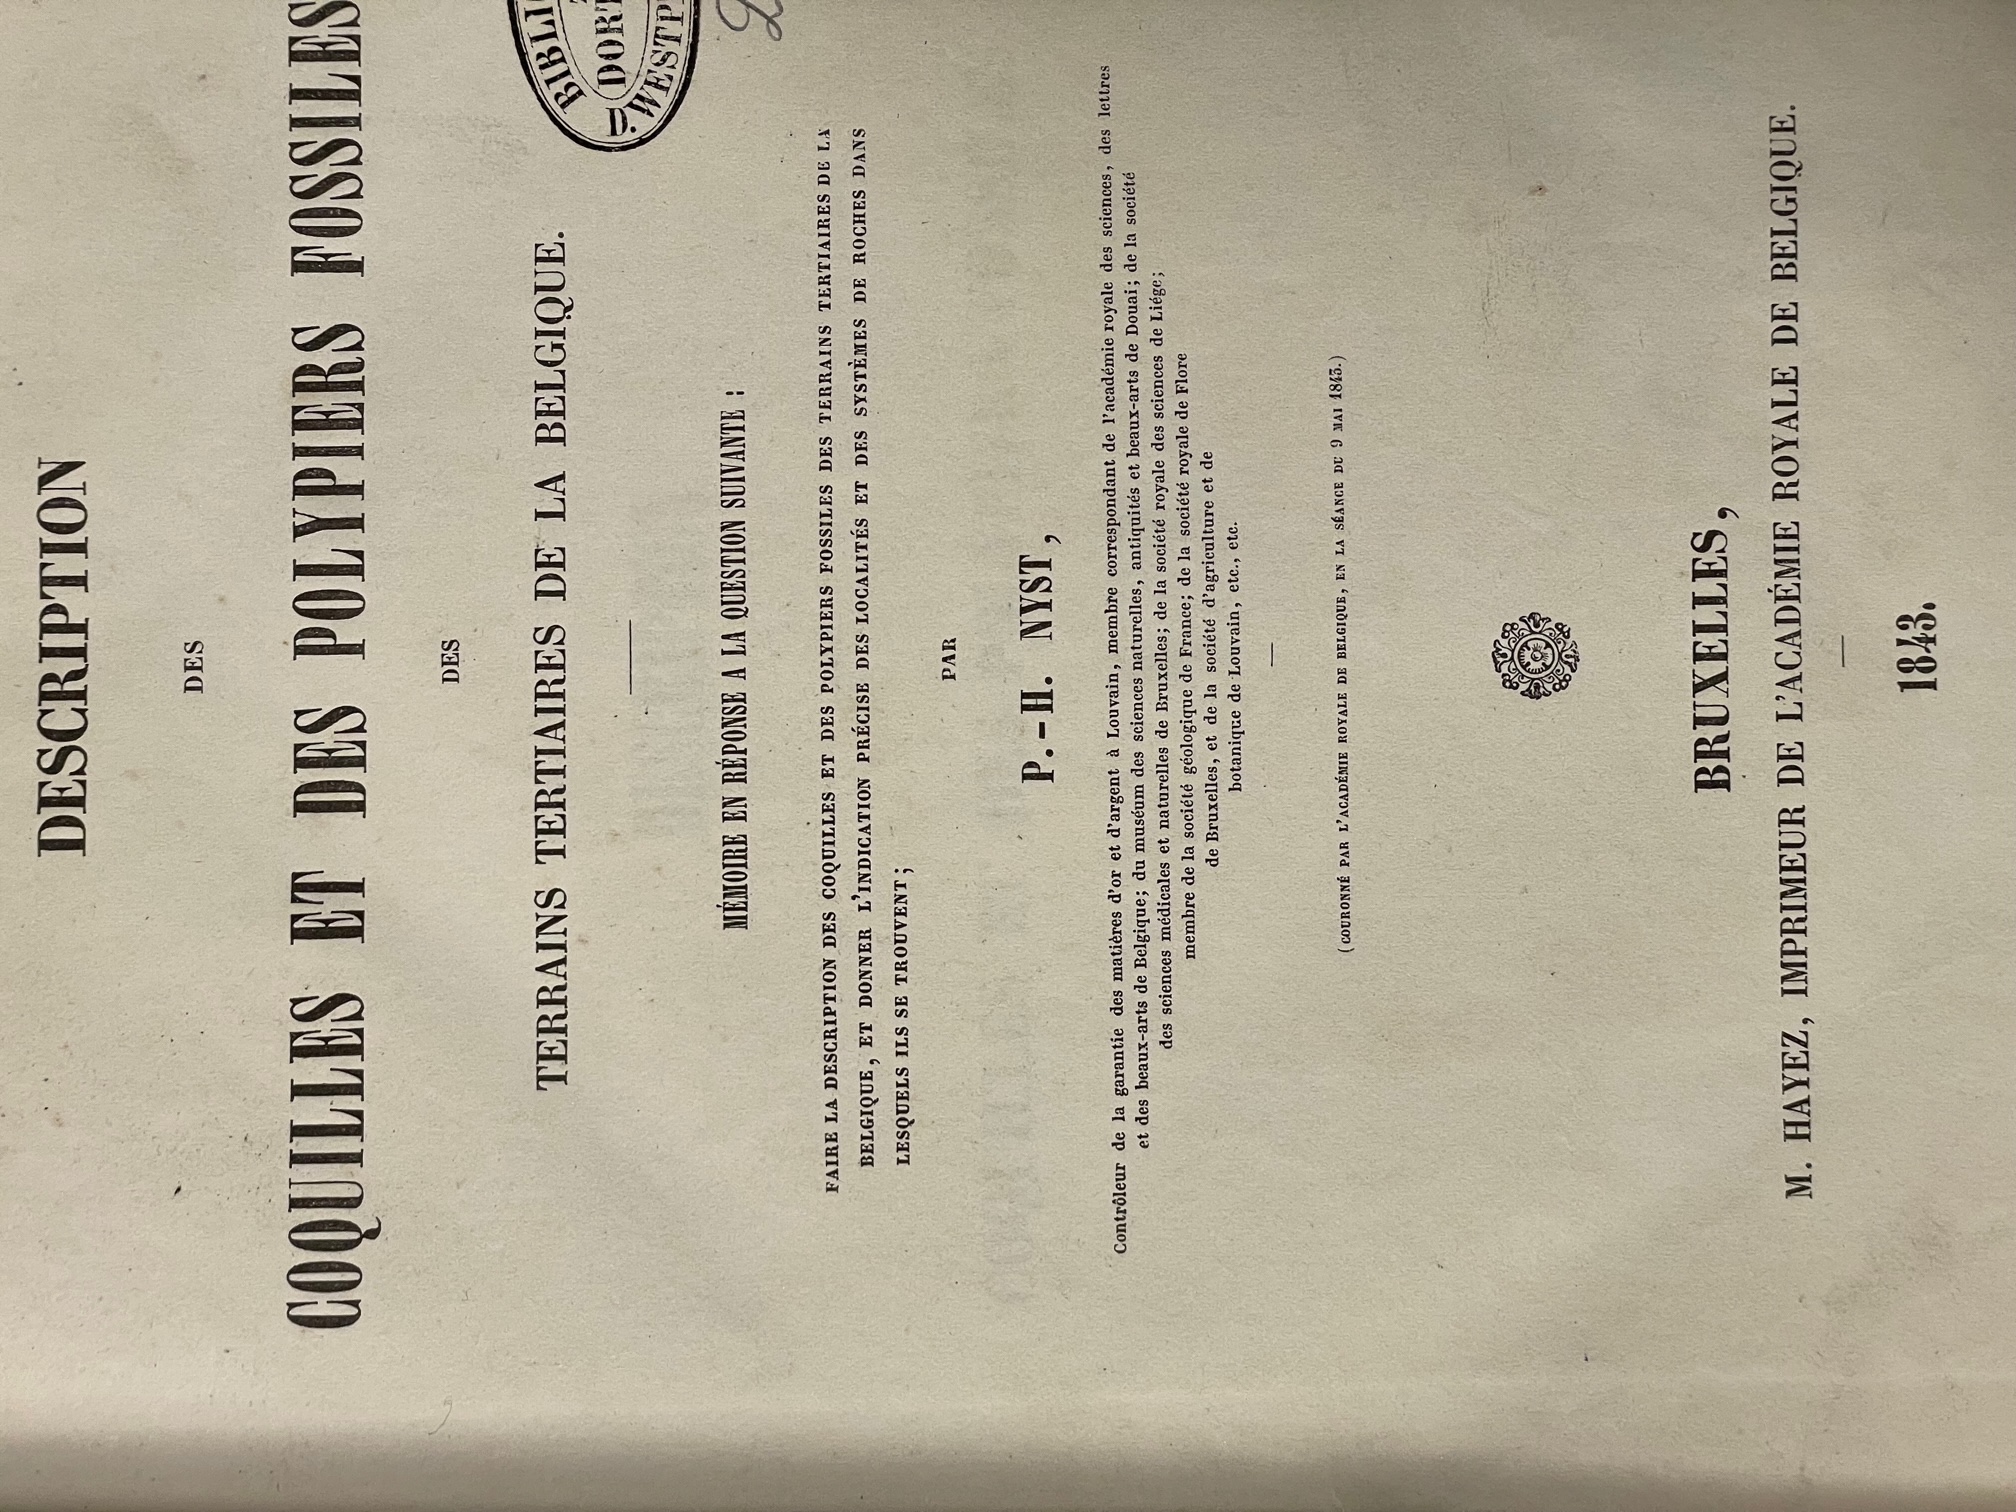 DESCRIPTION
DES
COQUILLES ET DES POLYPIERS FOSSILES
DES
TERRAINS TERTIAIRES DE LA BELGIQUE.
BIBLI
DORT
D. WESTPH
MÉMOIRE EN RÉPONSE A LA QUESTION SUIVANTE :
FAIRE LA DESCRIPTION DES COQUILLES ET DES POLYPIERS FOSSILES DES TERRAINS TERTIAIRES DE LA
BELGIQUE, ET DONNER L'INDICATION PRÉCISE DES LOCALITÉS ET DES SYSTÈMES DE ROCHES DANS
LESQUELS ILS SE TROUVENT;
PAR
P.-H. NYST,
Contrôleur de la garantie des matières d'or et d'argent à Louvain, membre correspondant de l'académie royale des sciences, des lettres
et des beaux-arts de Belgique; du muséum des sciences naturelles, antiquités et beaux-arts de Douai; de la société
des sciences médicales et naturelles de Bruxelles; de la société royale des sciences de Liége;
membre de la société géologique de France; de la société royale de Flore
de Bruxelles, et de la société d'agriculture et de
botanique de Louvain, etc., etc.
(COURONNÉ PAR L'ACADÉMIE ROYALE DE BELGIQUE, EN LA SÉANCE DU 9 MAI 1843.)
BRUXELLES,
M. HAYEZ, IMPRIMEUR DE L'ACADÉMIE ROYALE DE BELGIQUE.
1843.